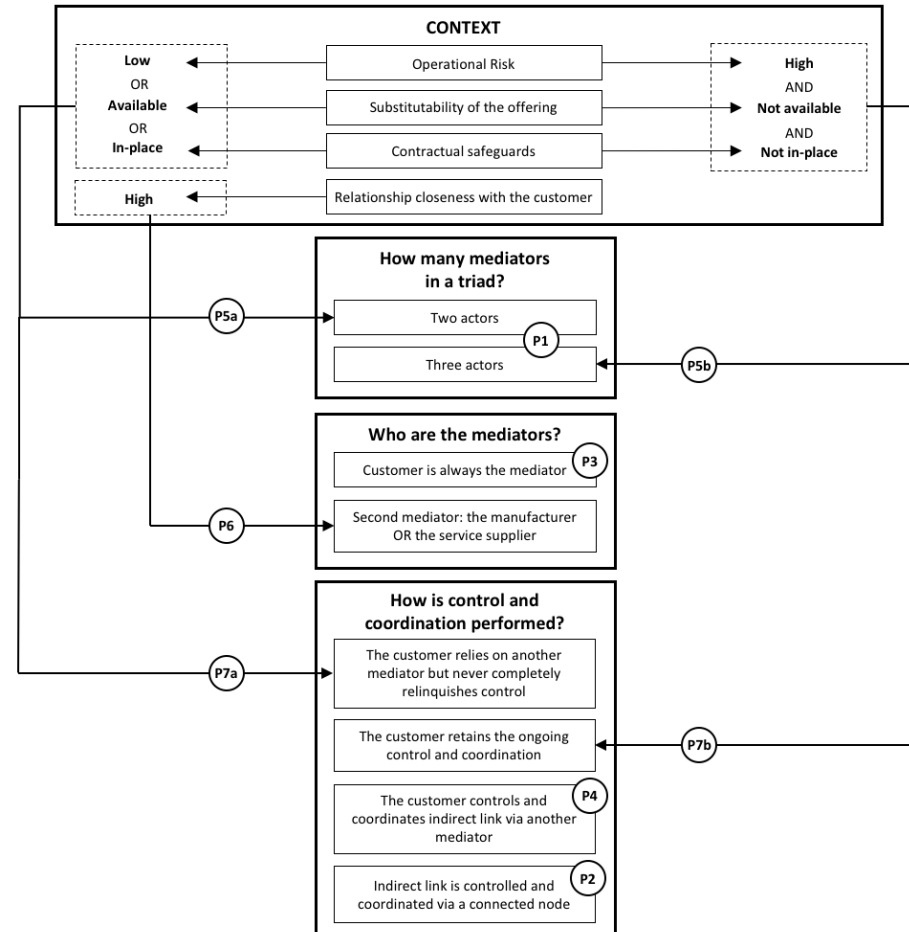 CONTEXT
Low
OR
Available
OR
In-place
High
Operational Risk
Substitutability of the offering
Contractual safeguards
Relationship closeness with the customer
High
AND
Not available
AND
Not in-place
How many mediators
in a triad?
P5a
Two actors
P1
Three actors
P5b
Who are the mediators?
P3
Customer is always the mediator
P6
Second mediator: the manufacturer
OR the service supplier
How is control and
coordination performed?
P7a
The customer relies on another
mediator but never completely
relinquishes control
The customer retains the ongoing
control and coordination
P7b
P4
The customer controls and
coordinates indirect link via another
mediator
P2
Indirect link is controlled and
coordinated via a connected node